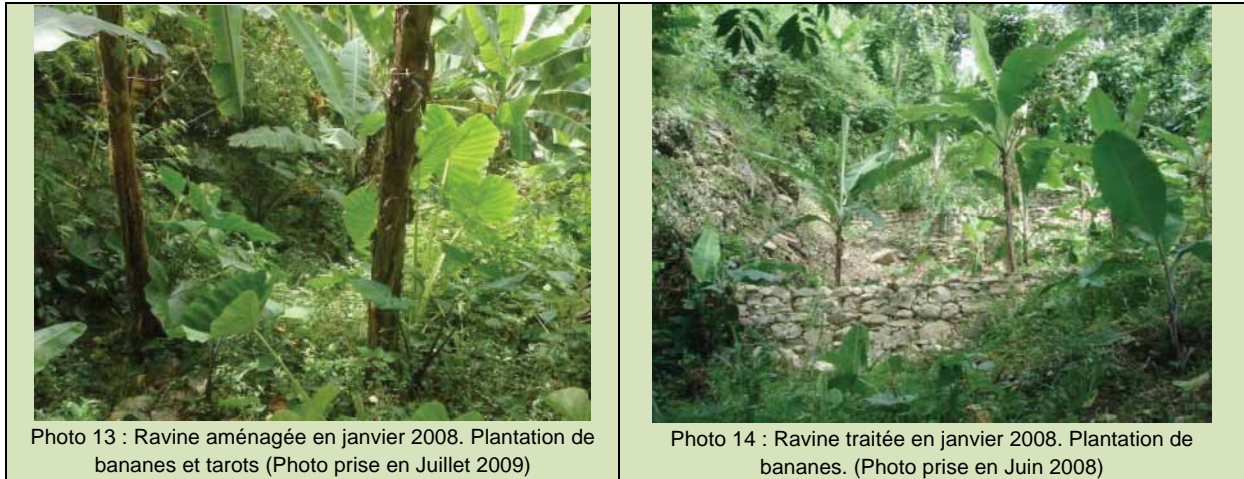 Photo 13 : Ravine aménagée en janvier 2008. Plantation de
bananes et tarots (Photo prise en Juillet 2009)
Photo 14 : Ravine traitée en janvier 2008. Plantation de
bananes. (Photo prise en Juin 2008)